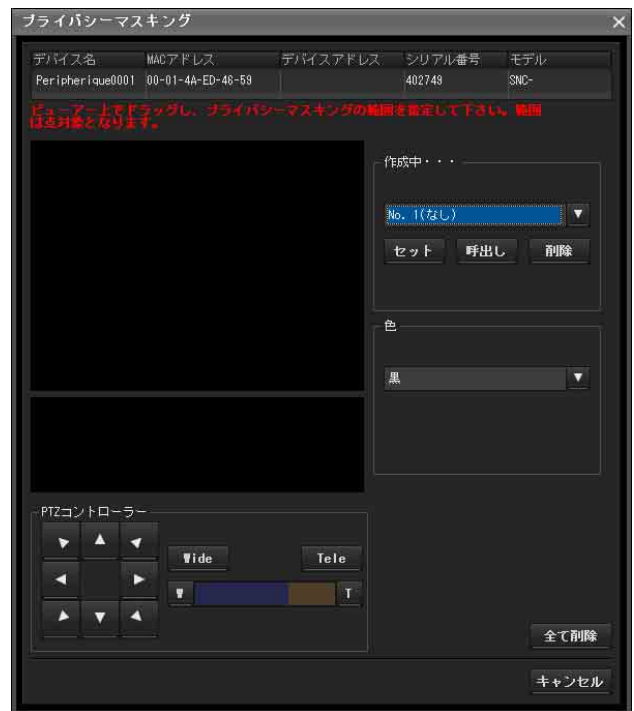 プライバシーマスキング
デバイス名 MACアドレス デバイスアドレス シリアル番号 モデル
Peripherique0001 00-01-4A-ED-46-59 402749 SNC-
ビューアー上でドラッグし、プライバシーマスキングの範囲を指定して下さい。範囲
は点対象となります。
作成中・・・
No. 1(なし)
セット 呼出し 削除
色
黒
PTZコントローラー
Wide Tele
W T
全て削除
キャンセル